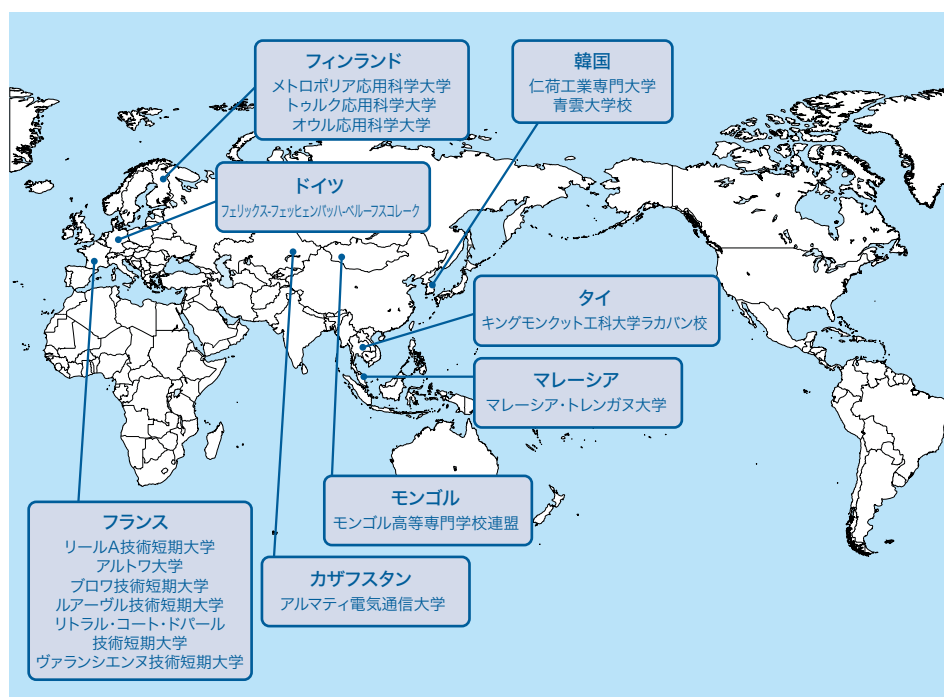 フィンランド
メトロポリア応用科学大学
トゥルク応用科学大学
オウル応用科学大学
韓国
仁荷工業専門大学
青雲大学校
ドイツ
フェリックス-フェッヒェンバッハ-ベルーフスコレーク
タイ
キングモンクット工科大学ラカバン校
マレーシア
マレーシア・トレンガヌ大学
モンゴル
モンゴル高等専門学校連盟
フランス
リールA技術短期大学
アルトワ大学
ブロワ技術短期大学
ルアーヴル技術短期大学
リトラル・コート・ドパール
技術短期大学
ヴァランシエンヌ技術短期大学
カザフスタン
アルマティ電気通信大学